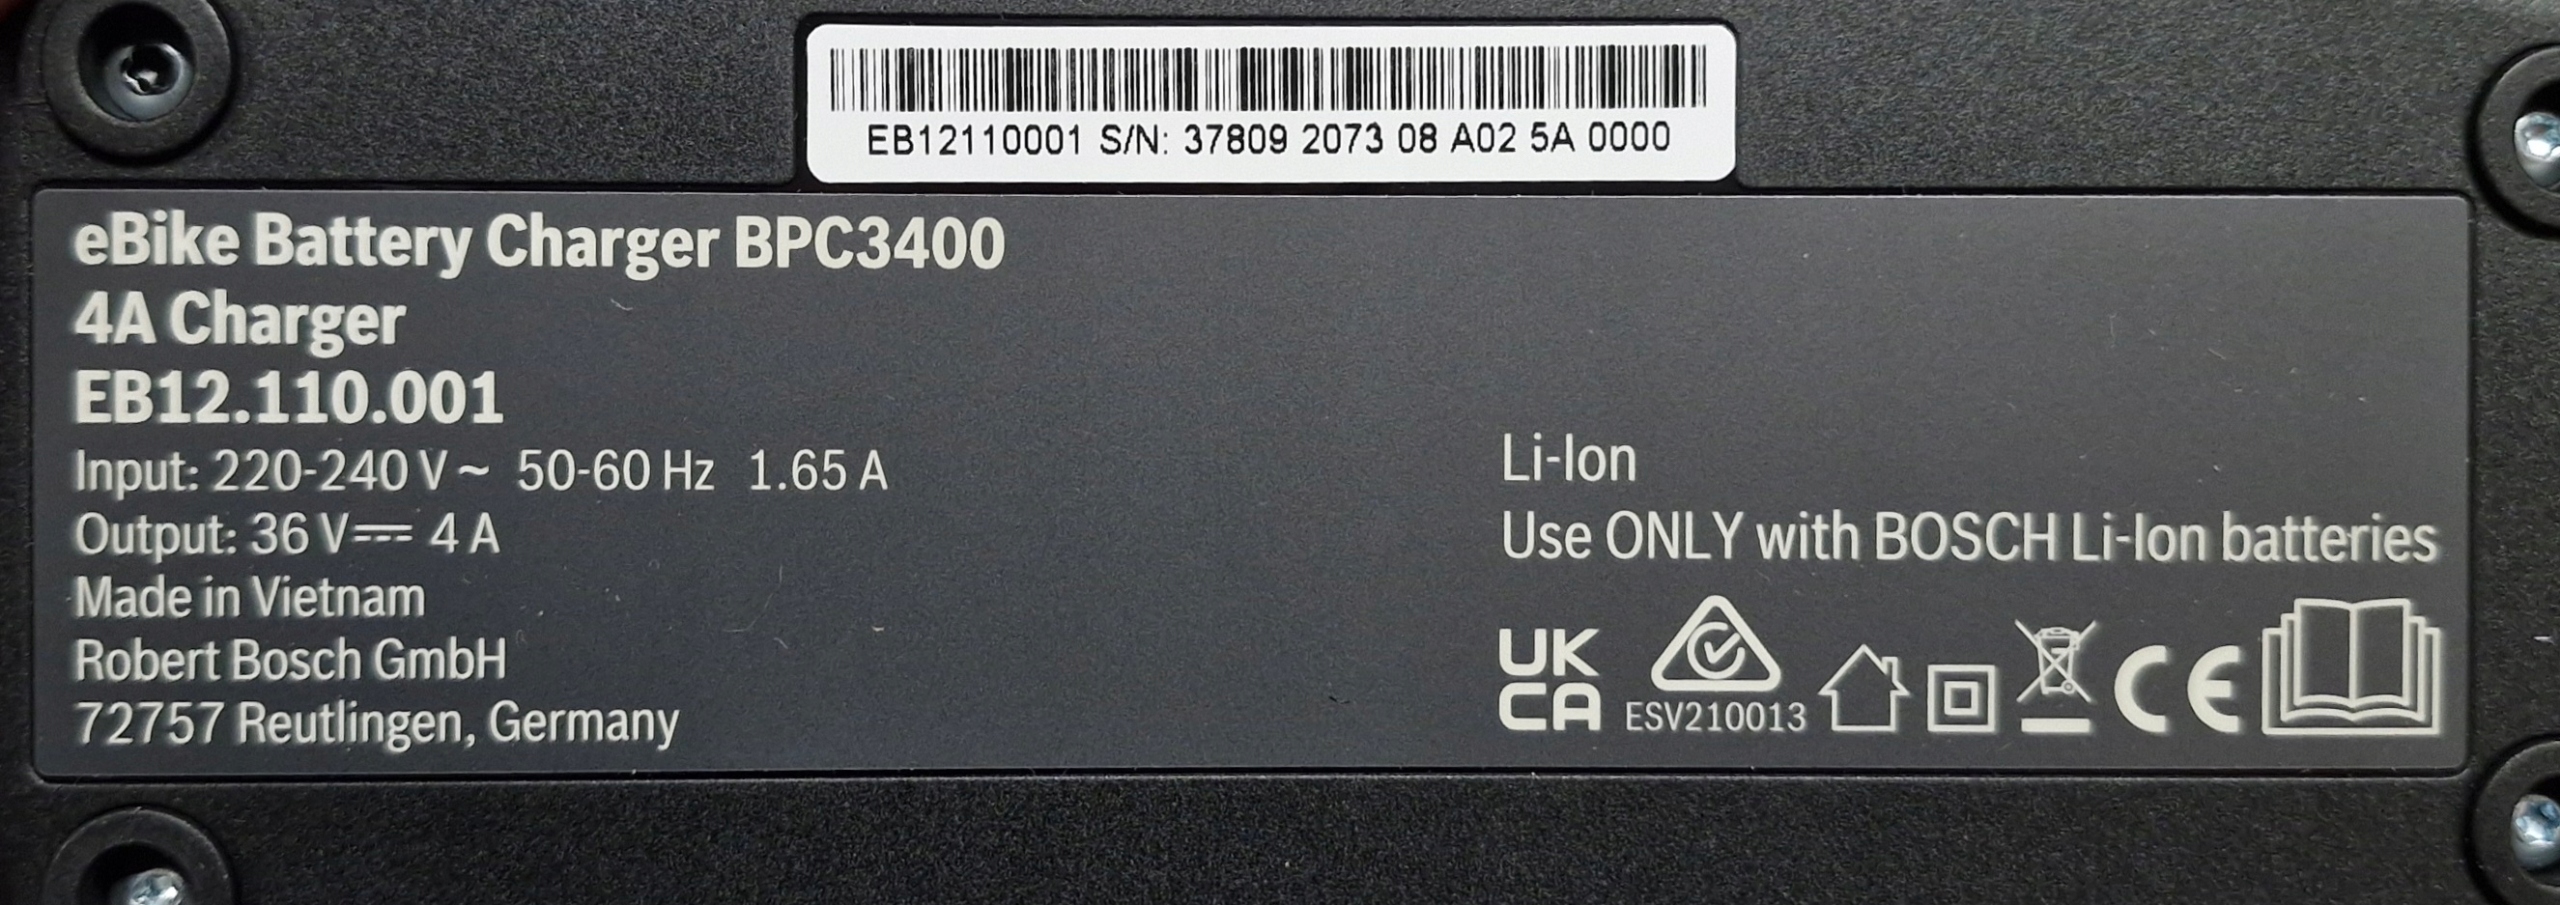 EB12110001 S/N: 37809 2073 08 A02 5A 0000
eBike Battery Charger BPC3400
4A Charger
EB12.110.001
Input: 220-240 V ~ 50-60 Hz 1.65 A
Output: 36 V⎓ 4 A
Made in Vietnam
Robert Bosch GmbH
72757 Reutlingen, Germany
Li-Ion
Use ONLY with BOSCH Li-Ion batteries
UK
CA
ESV210013
CE